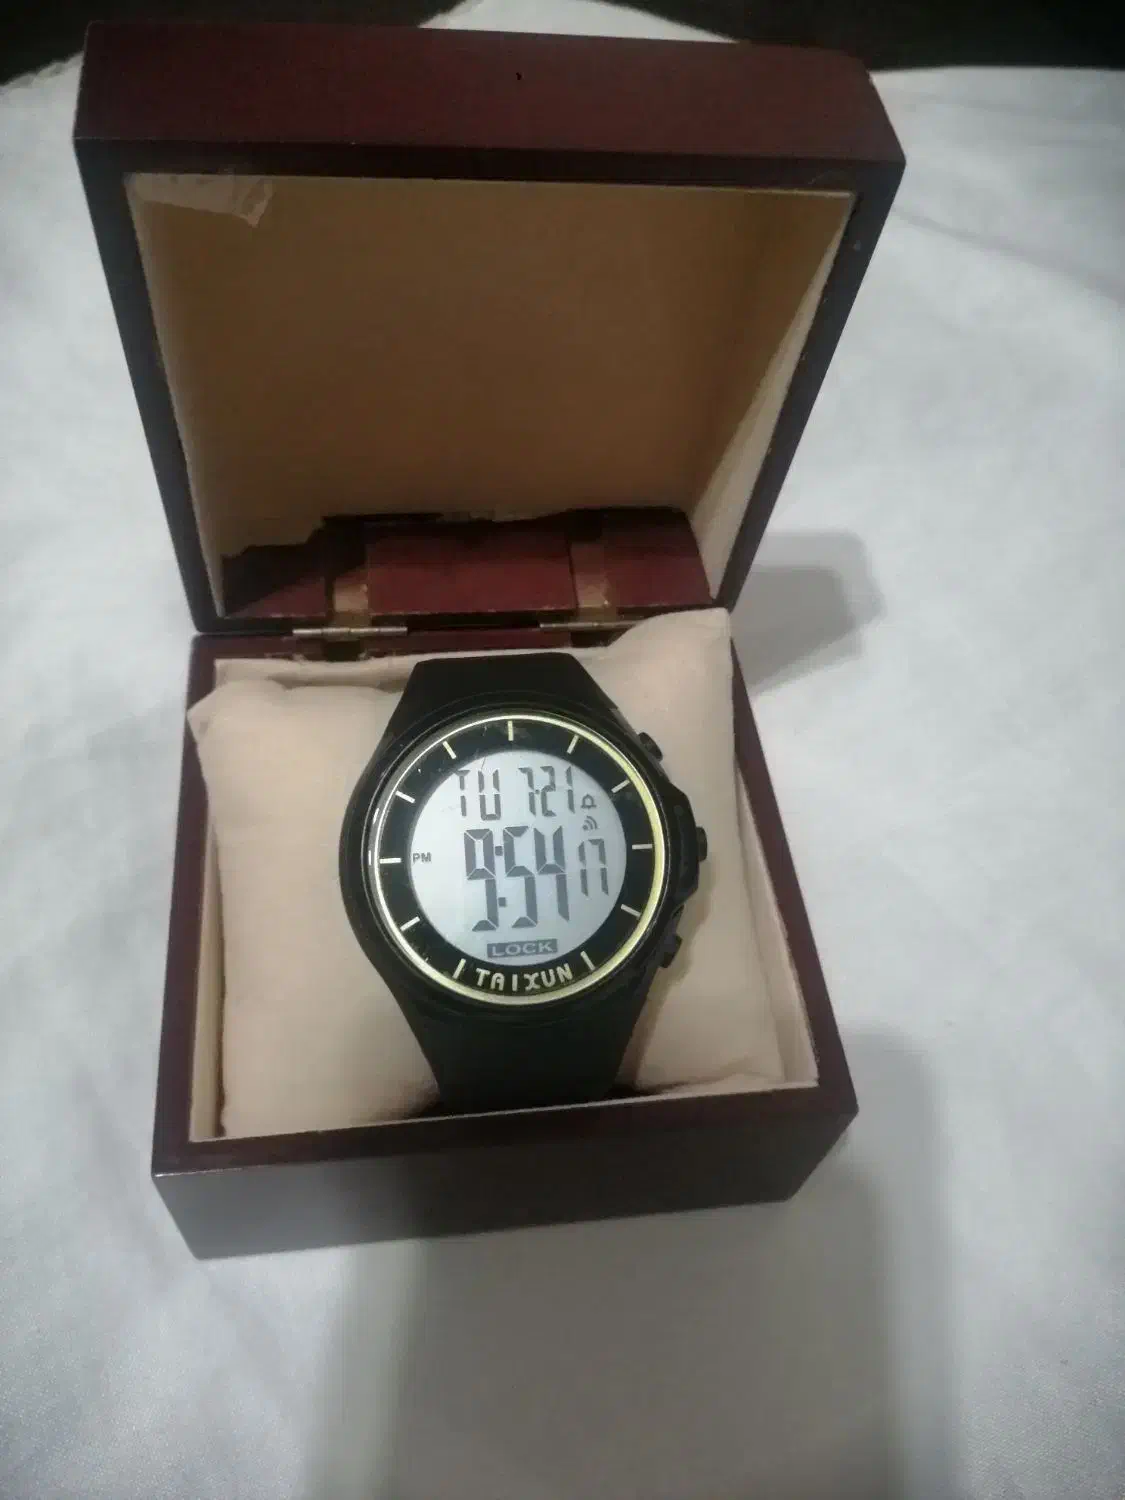 TU 7-21
PM 9:54 17
LOCK
TAIXUN